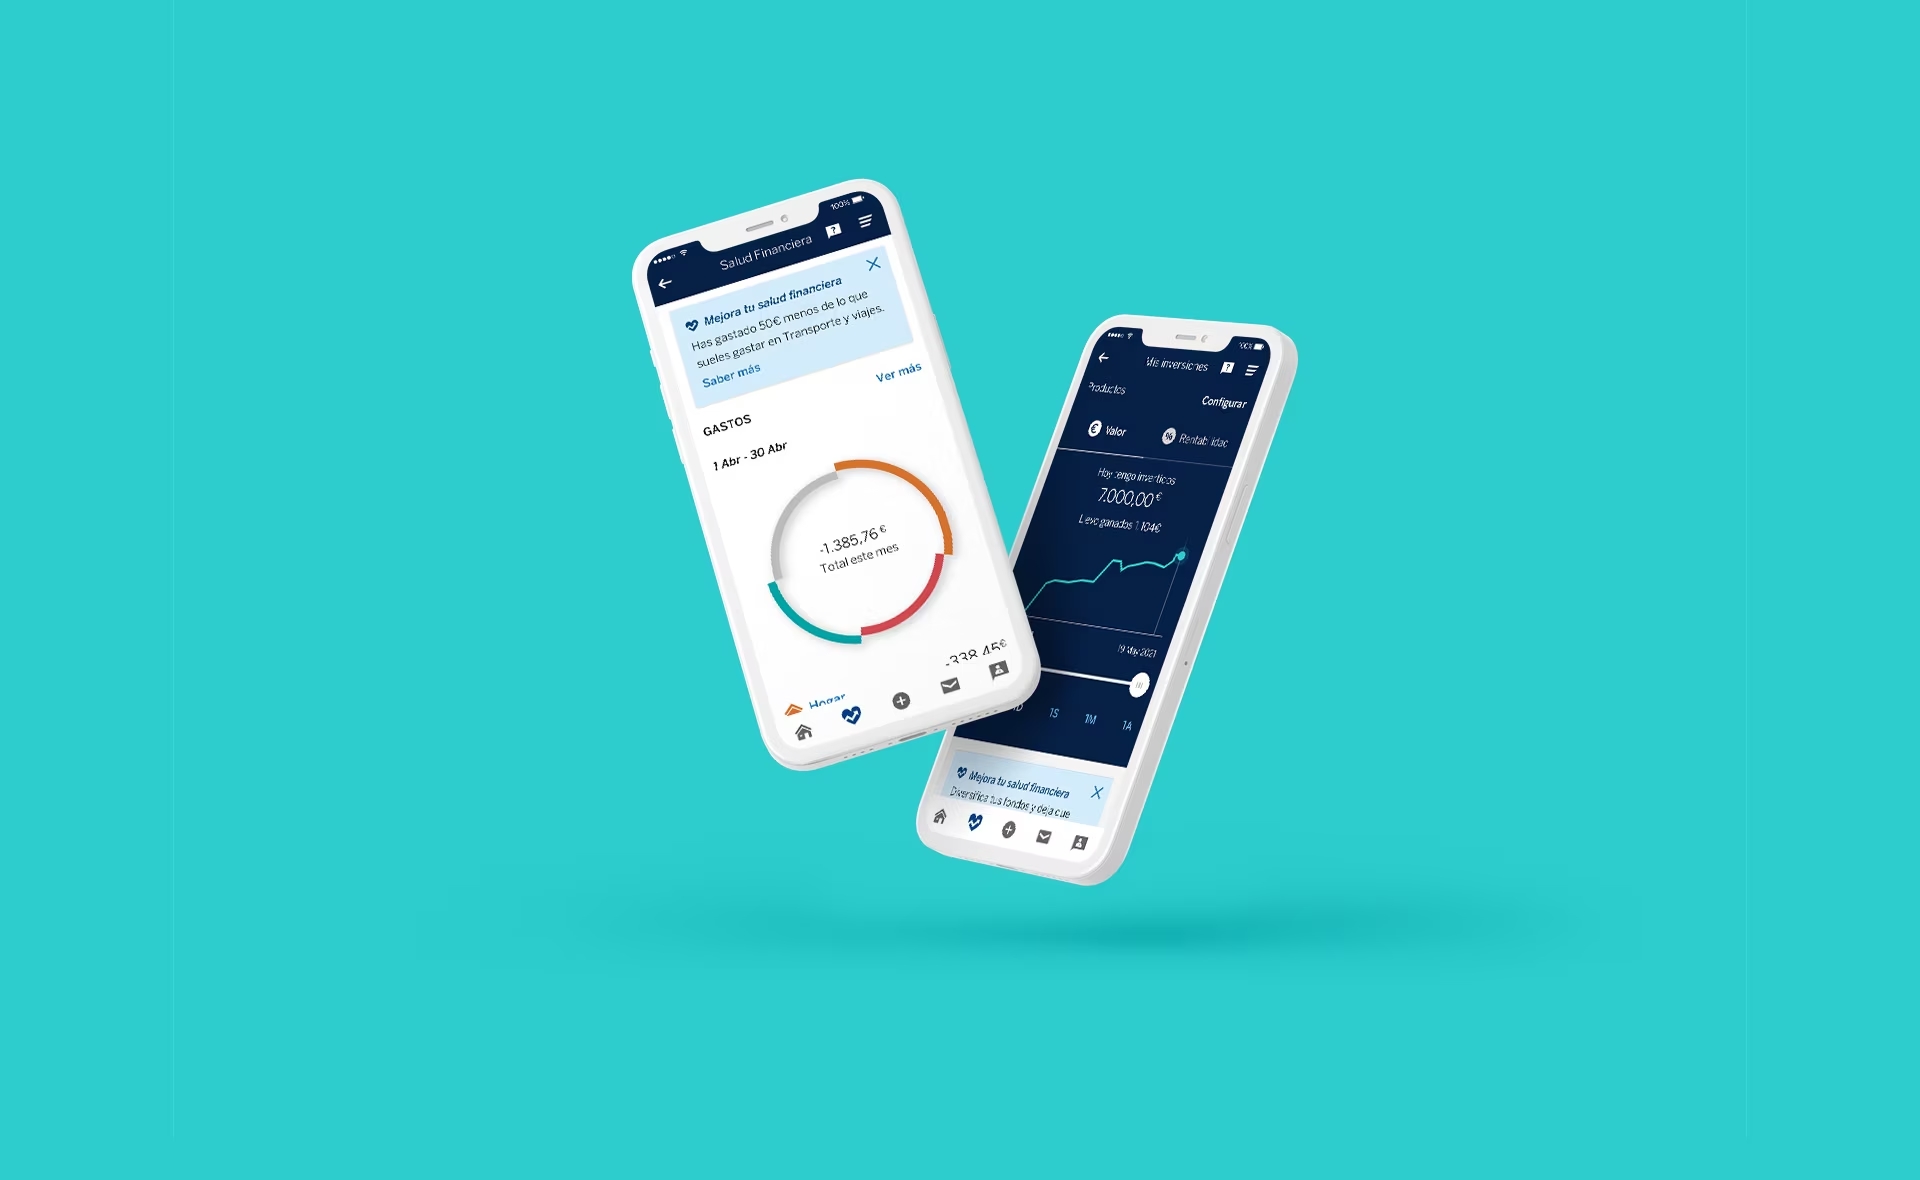 100%
Salud Financiera
Mejora tu salud financiera
Has gastado 50€ menos de lo que
sueles gastar en Transporte y viajes.
Saber más
Ver más
GASTOS
1 Abr - 30 Abr
-1.385,76 €
Total este mes
-338,45€
Hogar
100%
Mis inversiones
Productos
Configurar
€ Valor
% Rentab idac
Hoy tengo invertidos
7.000,00 €
Llevo ganados 1.104€
19 May 2021
1S
1M
1A
Mejora tu salud financiera
Diversifica tus fondos y deja que